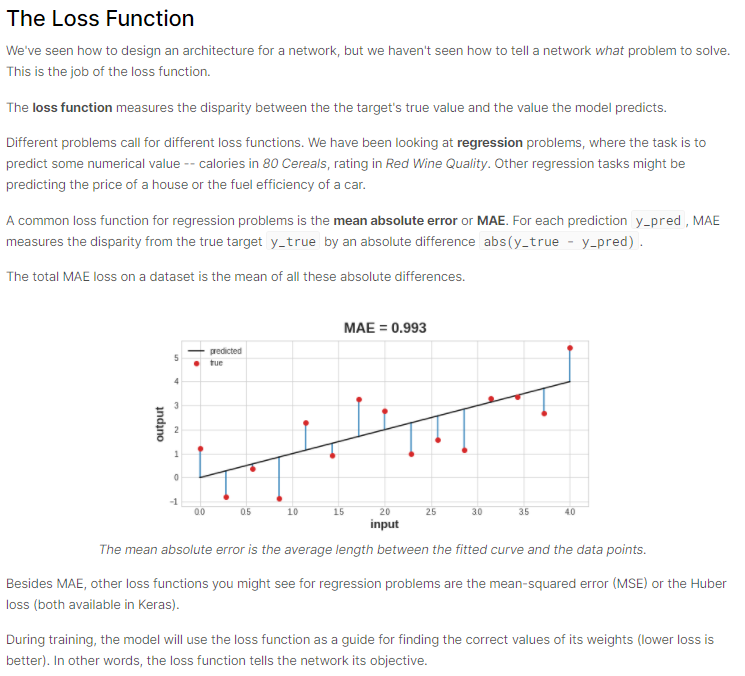 The Loss Function
We've seen how to design an architecture for a network, but we haven't seen how to tell a network what problem to solve.
This is the job of the loss function.
The loss function measures the disparity between the the target's true value and the value the model predicts.
Different problems call for different loss functions. We have been looking at regression problems, where the task is to
predict some numerical value -- calories in 80 Cereals, rating in Red Wine Quality. Other regression tasks might be
predicting the price of a house or the fuel efficiency of a car.
A common loss function for regression problems is the mean absolute error or MAE. For each prediction y_pred , MAE
measures the disparity from the true target y_true by an absolute difference abs(y_true - y_pred) .
The total MAE loss on a dataset is the mean of all these absolute differences.
MAE = 0.993
predicted
true
5
4
3
2
1
0
-1
output
0.0 0.5 1.0 1.5 2.0 2.5 3.0 3.5 4.0
input
The mean absolute error is the average length between the fitted curve and the data points.
Besides MAE, other loss functions you might see for regression problems are the mean-squared error (MSE) or the Huber
loss (both available in Keras).
During training, the model will use the loss function as a guide for finding the correct values of its weights (lower loss is
better). In other words, the loss function tells the network its objective.